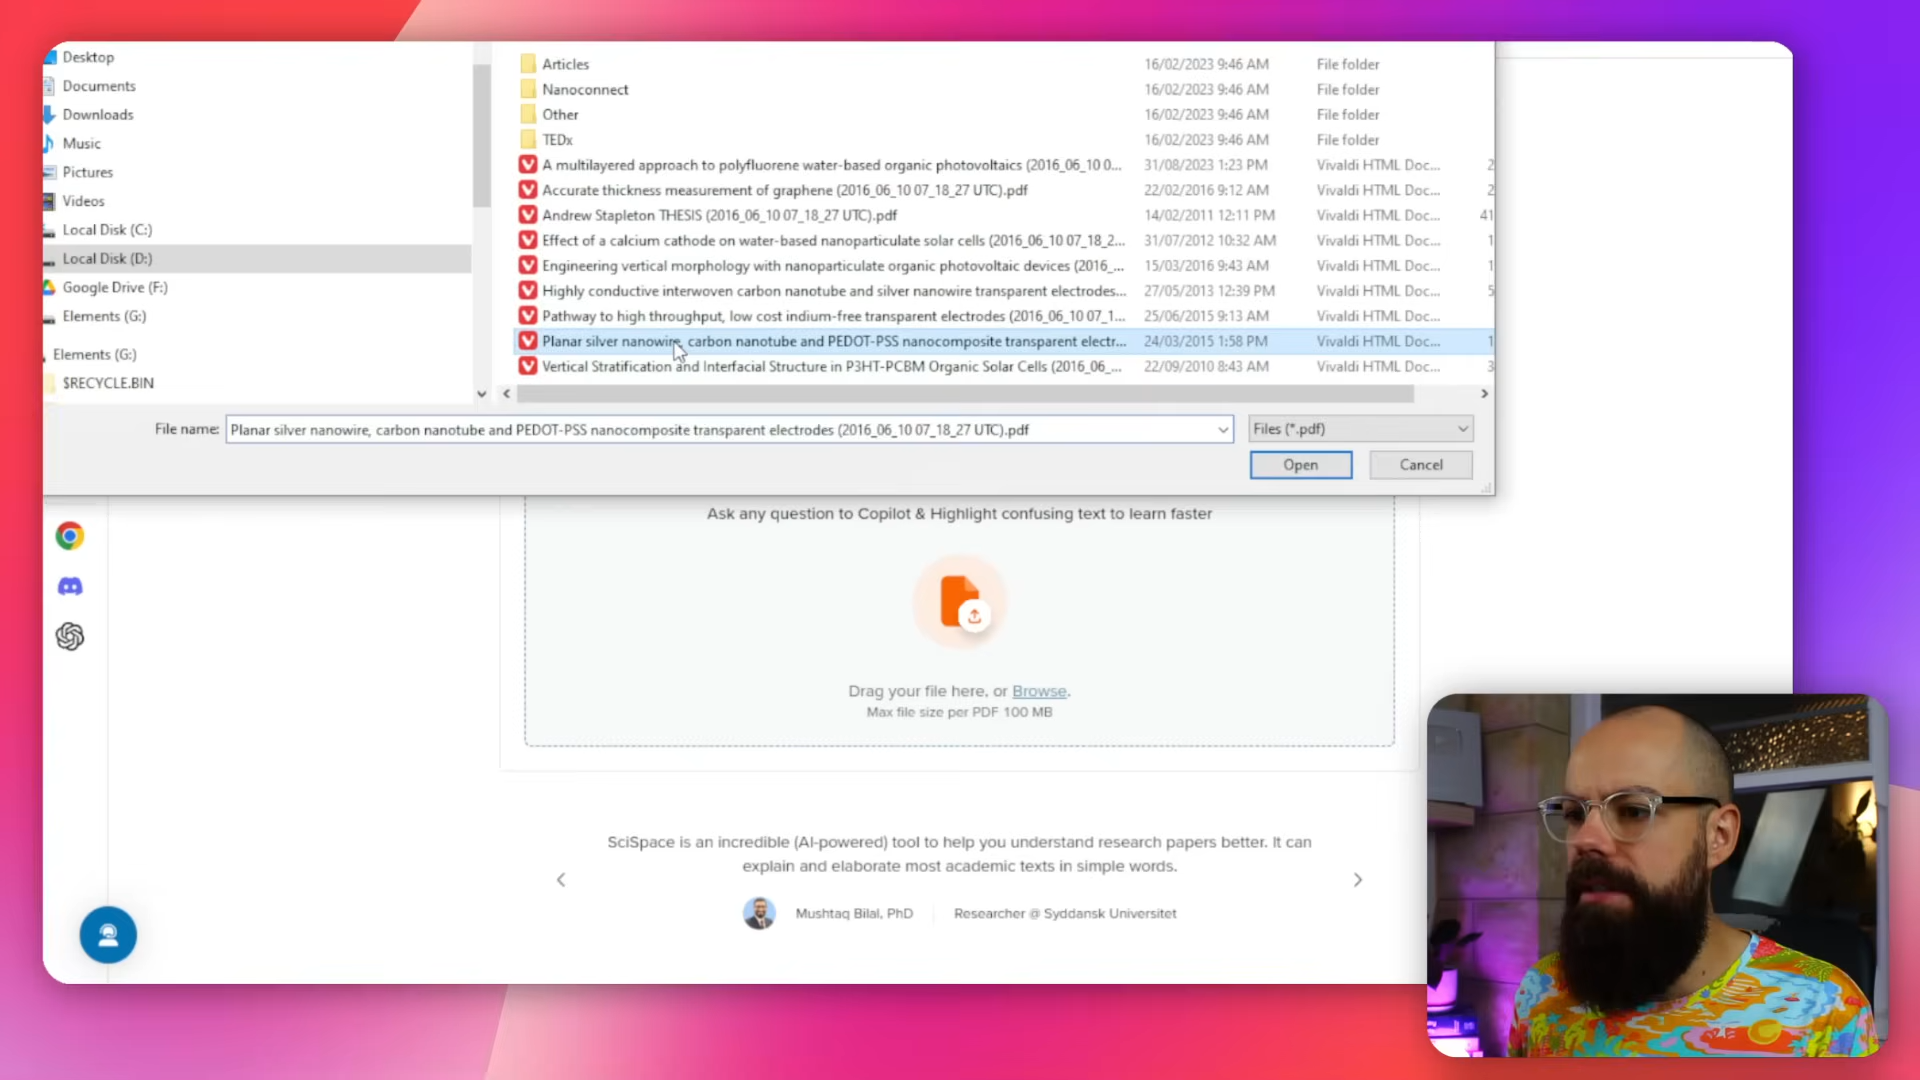 Desktop
Documents
Downloads
Music
Pictures
Videos
Local Disk (C:)
Local Disk (D:)
Google Drive (F:)
Elements (G:)
Elements (G:)
$RECYCLE.BIN
Articles 16/02/2023 9:46 AM File folder
Nanoconnect 16/02/2023 9:46 AM File folder
Other 16/02/2023 9:46 AM File folder
TEDx 16/02/2023 9:46 AM File folder
A multilayered approach to polyfluorene water-based organic photovoltaics (2016_06_10 0... 31/08/2023 1:23 PM Vivaldi HTML Doc... 2
Accurate thickness measurement of graphene (2016_06_10 07_18_27 UTC).pdf 22/02/2016 9:12 AM Vivaldi HTML Doc... 2
Andrew Stapleton THESIS (2016_06_10 07_18_27 UTC).pdf 14/02/2011 12:11 PM Vivaldi HTML Doc... 41
Effect of a calcium cathode on water-based nanoparticulate solar cells (2016_06_10 07_18_2... 31/07/2012 10:32 AM Vivaldi HTML Doc... 1
Engineering vertical morphology with nanoparticulate organic photovoltaic devices (2016_... 15/03/2016 9:43 AM Vivaldi HTML Doc... 1
Highly conductive interwoven carbon nanotube and silver nanowire transparent electrodes... 27/05/2013 12:39 PM Vivaldi HTML Doc... 5
Pathway to high throughput, low cost indium-free transparent electrodes (2016_06_10 07_1... 25/06/2015 9:13 AM Vivaldi HTML Doc... 1
Planar silver nanowire, carbon nanotube and PEDOT-PSS nanocomposite transparent electr... 24/03/2015 1:58 PM Vivaldi HTML Doc... 1
Vertical Stratification and Interfacial Structure in P3HT-PCBM Organic Solar Cells (2016_06_... 22/09/2010 8:43 AM Vivaldi HTML Doc... 3
File name: Planar silver nanowire, carbon nanotube and PEDOT-PSS nanocomposite transparent electrodes (2016_06_10 07_18_27 UTC).pdf Files (*.pdf)
Open Cancel
Ask any question to Copilot & Highlight confusing text to learn faster
Drag your file here, or Browse.
Max file size per PDF 100 MB
SciSpace is an incredible (AI-powered) tool to help you understand research papers better. It can
explain and elaborate most academic texts in simple words.
Mushtaq Bilal, PhD Researcher @ Syddansk Universitet